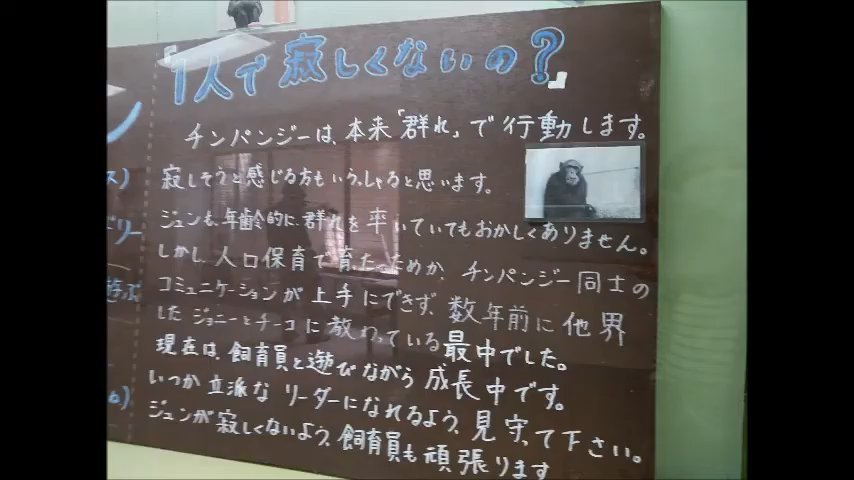 『1人で寂しくないの?』
チンパンジーは、本来「群れ」で行動します。
寂しそうと感じる方もいらっしゃると思います。
ジュンも、年齢的に、群れを率いていてもおかしくありません。
しかし、人口保育で育ったためか、チンパンジー同士の
コミュニケーションが上手にできず、数年前に他界
した ジョニーとチーコに教わっている最中でした。
現在は、飼育員と遊びながら成長中です。
いつか立派な リーダーになれるよう、見守って下さい。
ジュンが寂しくないよう、飼育員も頑張ります
ス)
ゼリー
遊ぶ